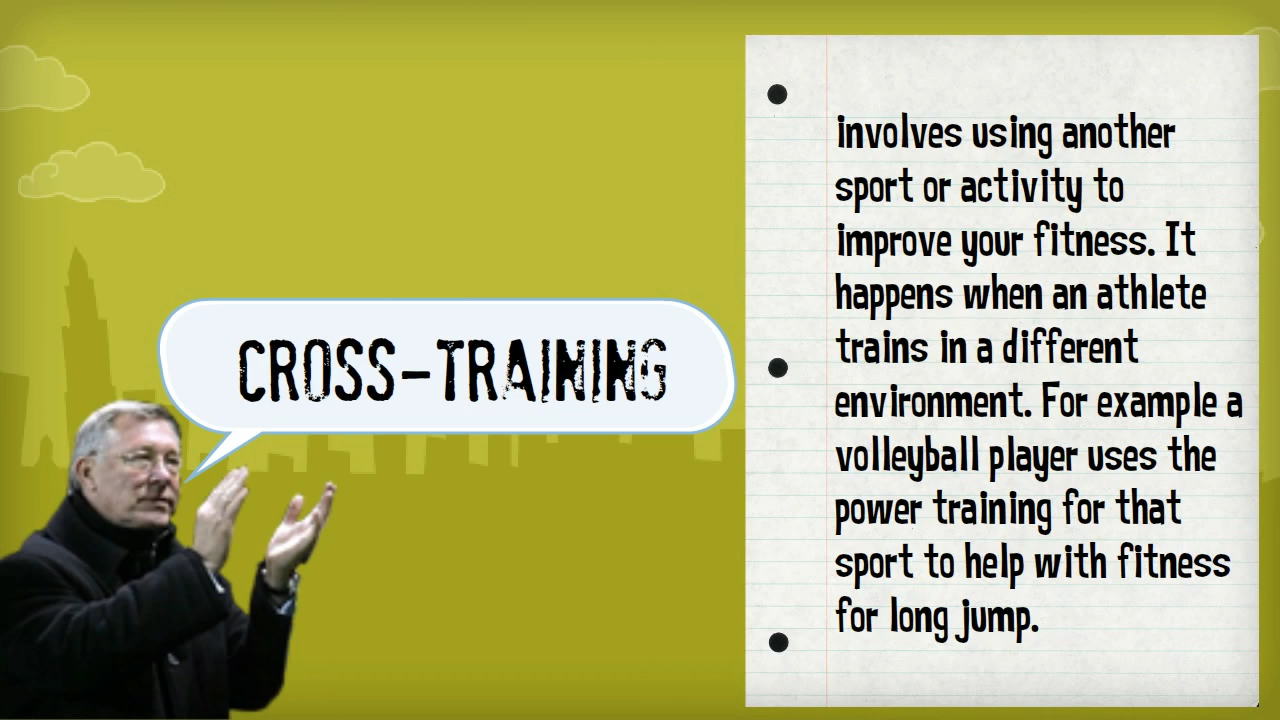 CROSS-TRAINING
involves using another
sport or activity to
improve your fitness. It
happens when an athlete
trains in a different
environment. For example a
volleyball player uses the
power training for that
sport to help with fitness
for long jump.